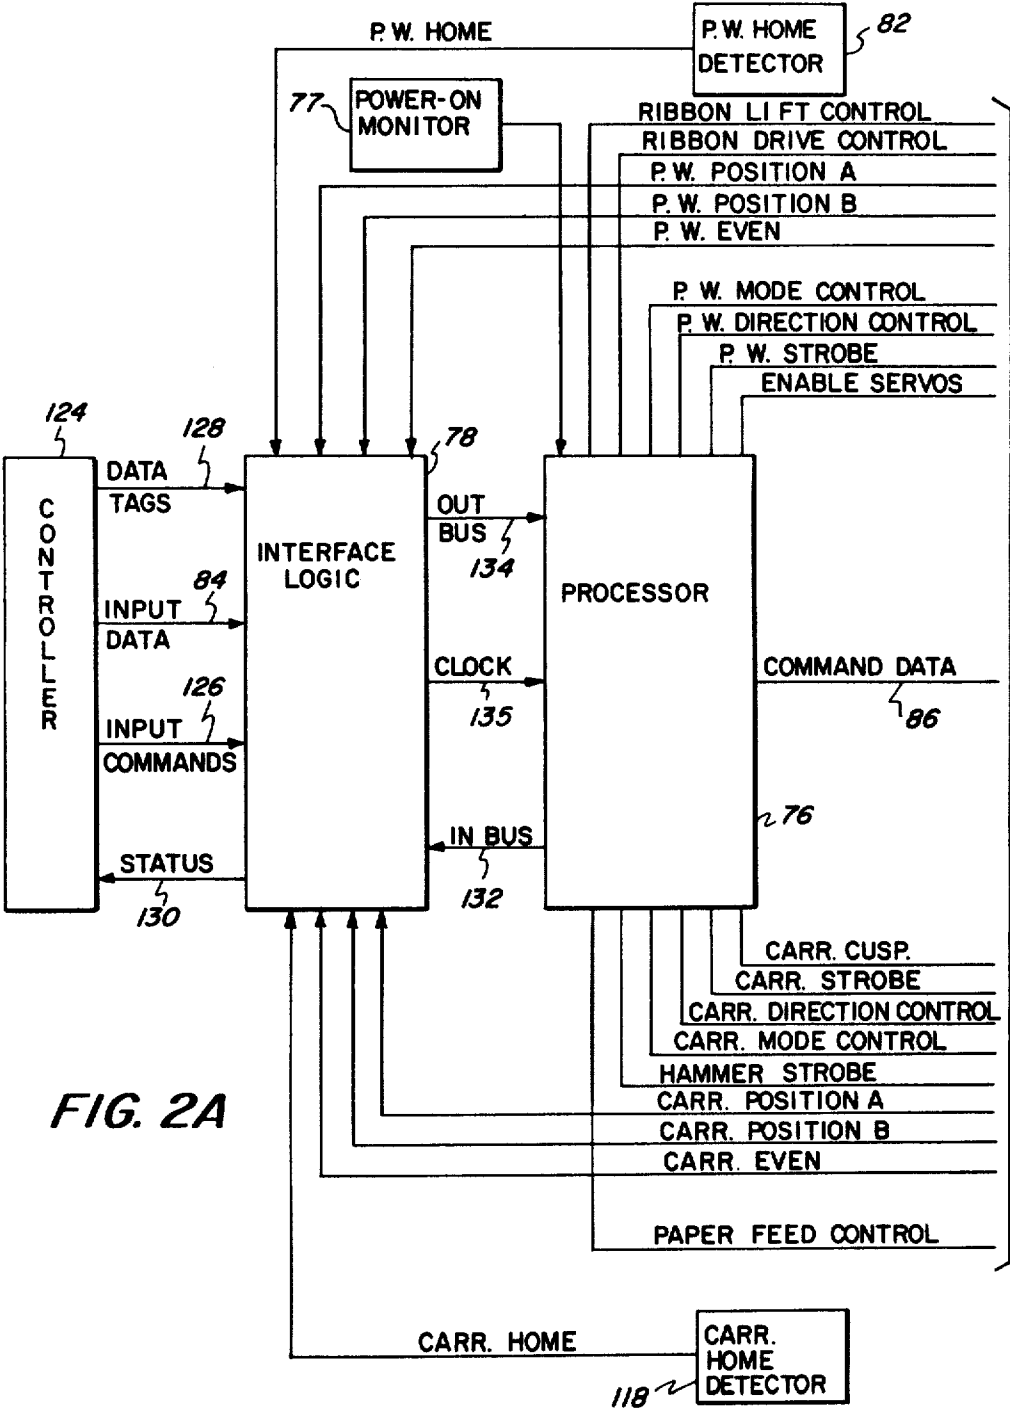 P. W. HOME
P. W. HOME
DETECTOR
82
77
POWER-ON
MONITOR
RIBBON LIFT CONTROL
RIBBON DRIVE CONTROL
P. W. POSITION A
P. W. POSITION B
P. W. EVEN
P. W. MODE CONTROL
P. W. DIRECTION CONTROL
P. W. STROBE
ENABLE SERVOS
124
128
78
CONTROLLER
DATA
TAGS
84
INPUT
DATA
126
INPUT
COMMANDS
STATUS
130
INTERFACE
LOGIC
OUT
BUS
134
CLOCK
135
IN BUS
132
PROCESSOR
COMMAND DATA
86
76
CARR. CUSP.
CARR. STROBE
CARR. DIRECTION CONTROL
CARR. MODE CONTROL
HAMMER STROBE
CARR. POSITION A
CARR. POSITION B
CARR. EVEN
PAPER FEED CONTROL
FIG. 2A
CARR. HOME
CARR.
HOME
DETECTOR
118